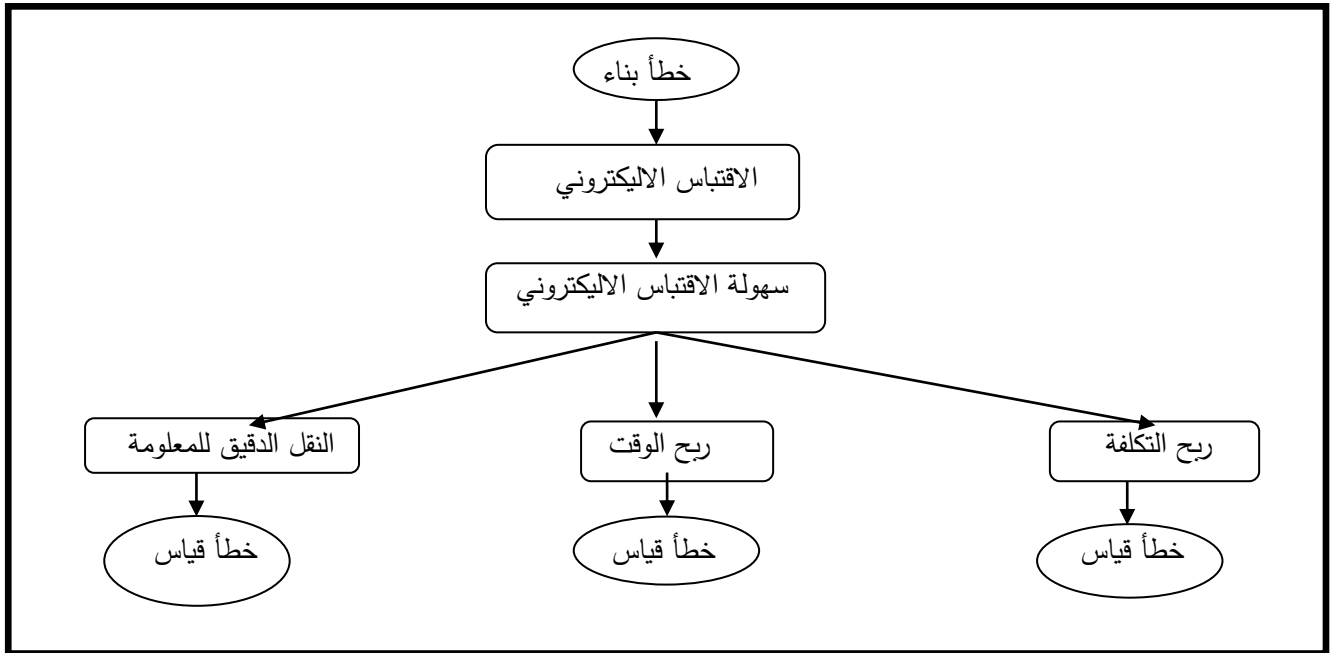 خطأ بناء
الاقتباس الاليكتروني
سهولة الاقتباس الاليكتروني
ربح التكلفة
ربح الوقت
النقل الدقيق للمعلومة
خطأ قياس
خطأ قياس
خطأ قياس